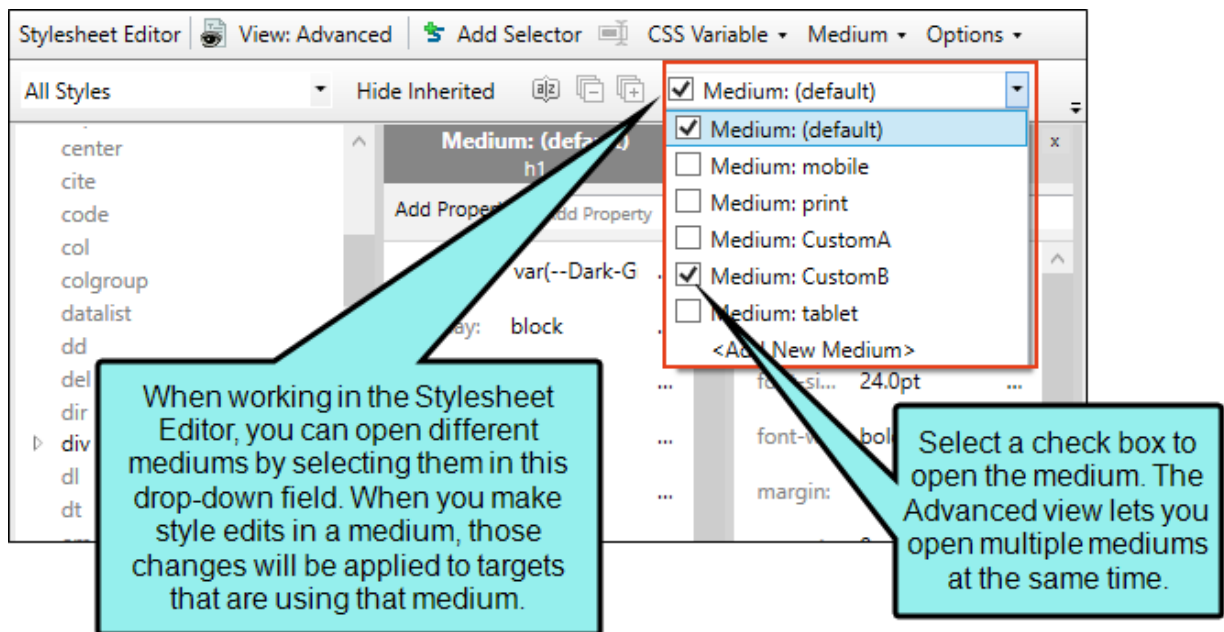 Stylesheet Editor View: Advanced Add Selector CSS Variable Medium Options
All Styles Hide Inherited a z Medium: (default)
Medium: (default)
Medium: mobile
Medium: print
Medium: CustomA
Medium: CustomB
Medium: tablet
<Add New Medium>
center
cite
code
col
colgroup
datalist
dd
del
dir
div
dl
dt
Medium: (default)
h1
x
Add Property
var(--Dark-G ...
block
...
...
...
24.0pt ...
margin:
When working in the Stylesheet
Editor, you can open different
mediums by selecting them in this
drop-down field. When you make
style edits in a medium, those
changes will be applied to targets
that are using that medium.
Select a check box to
open the medium. The
Advanced view lets you
open multiple mediums
at the same time.